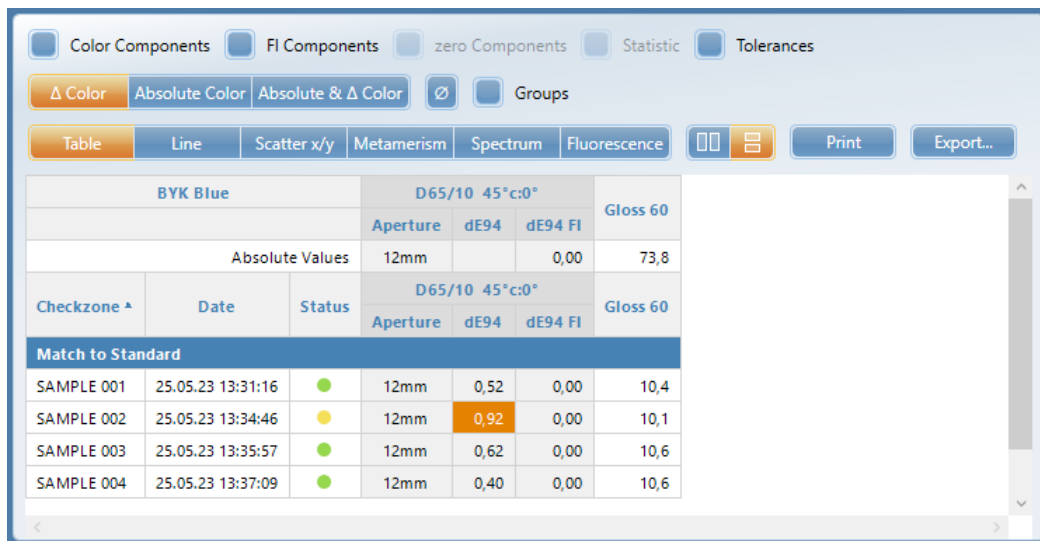 Color Components FI Components zero Components Statistic Tolerances
Δ Color Absolute Color Absolute & Δ Color Ø Groups
Table Line Scatter x/y Metamerism Spectrum Fluorescence Print Export...
BYK Blue D65/10 45°c:0° Gloss 60
Aperture dE94 dE94 FI
Absolute Values 12mm 0,00 73,8
Checkzone Date Status D65/10 45°c:0° Gloss 60
Aperture dE94 dE94 FI
Match to Standard
SAMPLE 001 25.05.23 13:31:16 12mm 0,52 0,00 10,4
SAMPLE 002 25.05.23 13:34:46 12mm 0,92 0,00 10,1
SAMPLE 003 25.05.23 13:35:57 12mm 0,62 0,00 10,6
SAMPLE 004 25.05.23 13:37:09 12mm 0,40 0,00 10,6